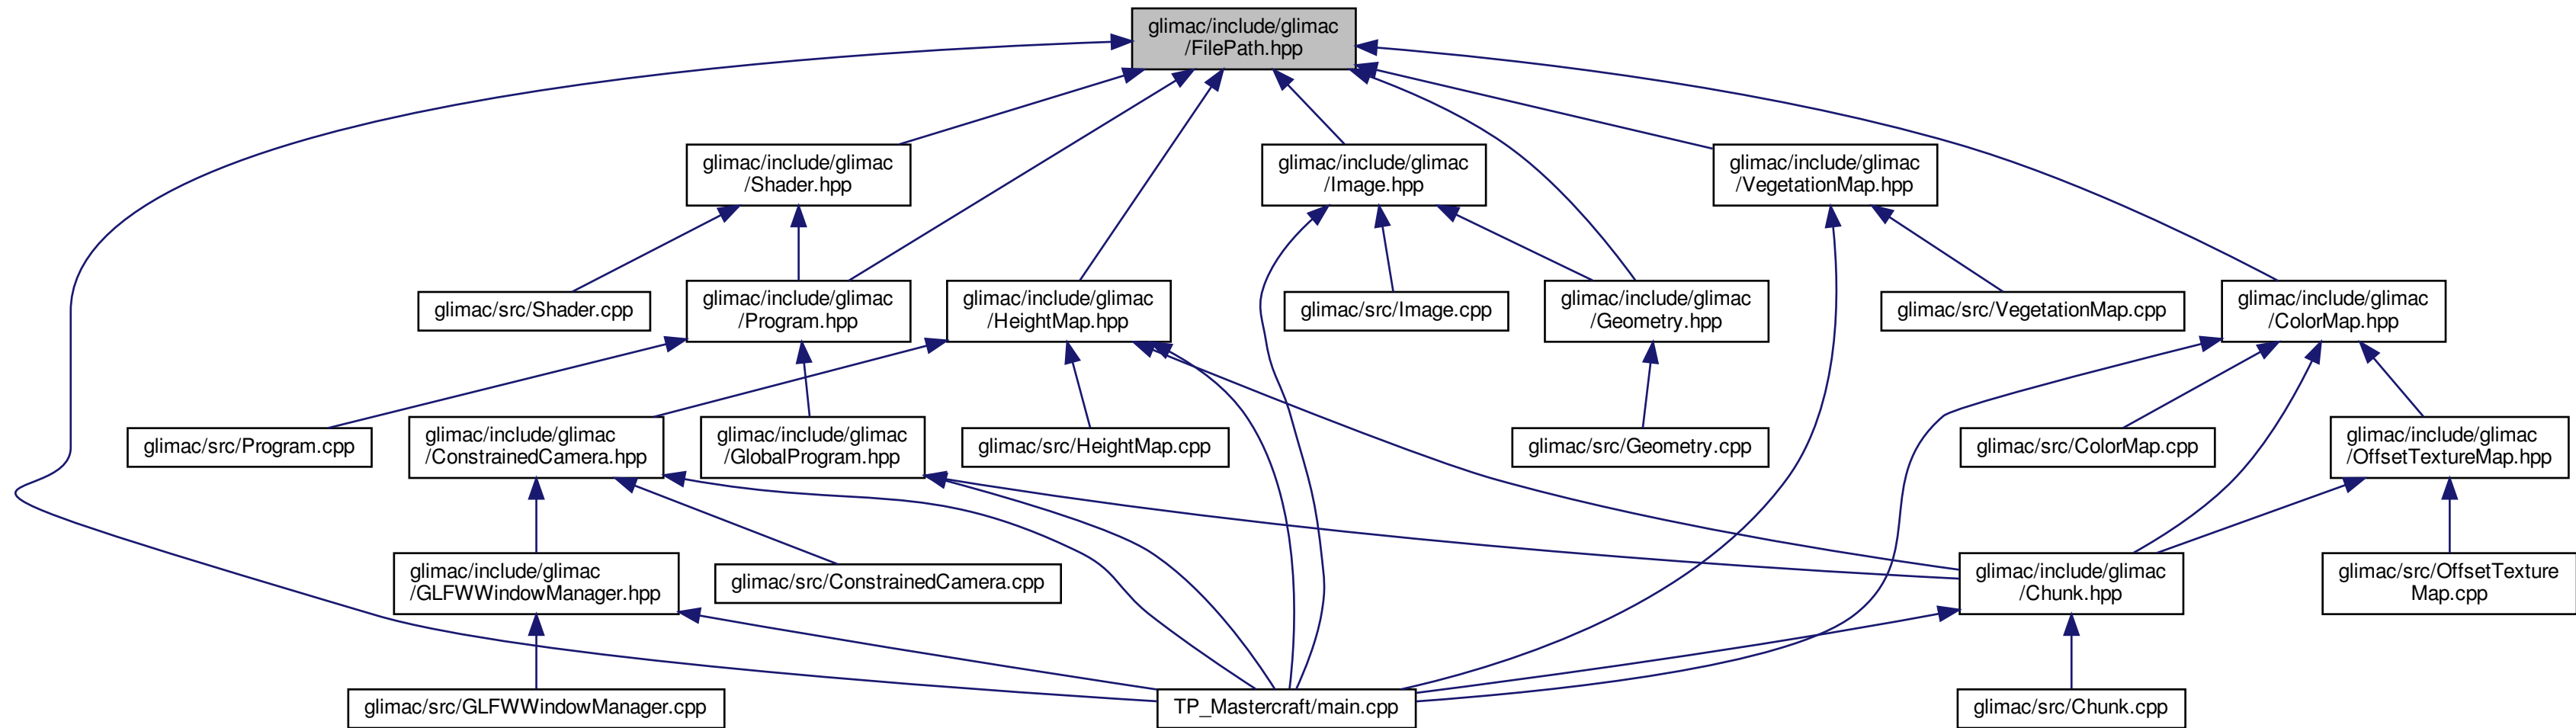 glimac/include/glimac
/FilePath.hpp
glimac/include/glimac
/Shader.hpp
glimac/include/glimac
/Image.hpp
glimac/include/glimac
/VegetationMap.hpp
glimac/src/Shader.cpp
glimac/include/glimac
/Program.hpp
glimac/include/glimac
/HeightMap.hpp
glimac/src/Image.cpp
glimac/include/glimac
/Geometry.hpp
glimac/src/VegetationMap.cpp
glimac/include/glimac
/ColorMap.hpp
glimac/src/Program.cpp
glimac/include/glimac
/ConstrainedCamera.hpp
glimac/include/glimac
/GlobalProgram.hpp
glimac/src/HeightMap.cpp
glimac/src/Geometry.cpp
glimac/src/ColorMap.cpp
glimac/include/glimac
/OffsetTextureMap.hpp
glimac/include/glimac
/GLFWWindowManager.hpp
glimac/src/ConstrainedCamera.cpp
glimac/include/glimac
/Chunk.hpp
glimac/src/OffsetTexture
Map.cpp
glimac/src/GLFWWindowManager.cpp
TP_Mastercraft/main.cpp
glimac/src/Chunk.cpp